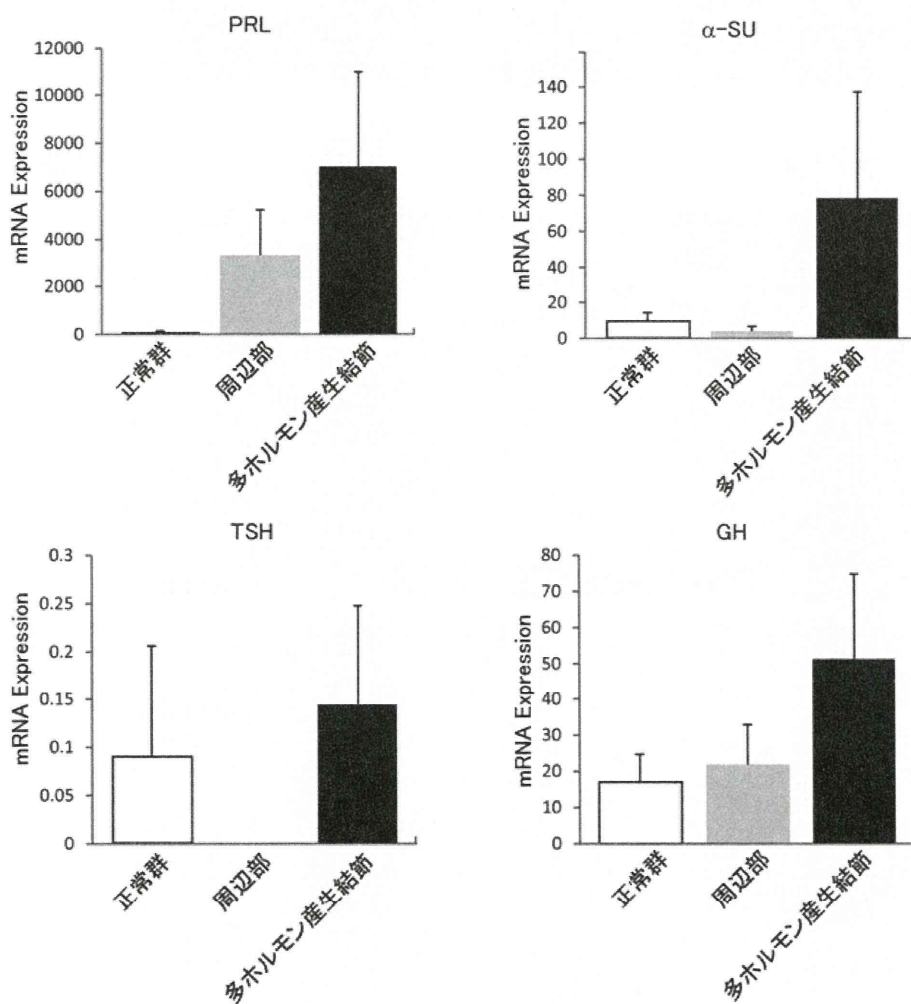 PRL
mRNA Expression
12000
10000
8000
6000
4000
2000
0
正常群
周辺部
多ホルモン産生結節
α-SU
mRNA Expression
140
120
100
80
60
40
20
0
正常群
周辺部
多ホルモン産生結節
TSH
mRNA Expression
0.3
0.25
0.2
0.15
0.1
0.05
0
正常群
周辺部
多ホルモン産生結節
GH
mRNA Expression
80
70
60
50
40
30
20
10
0
正常群
周辺部
多ホルモン産生結節